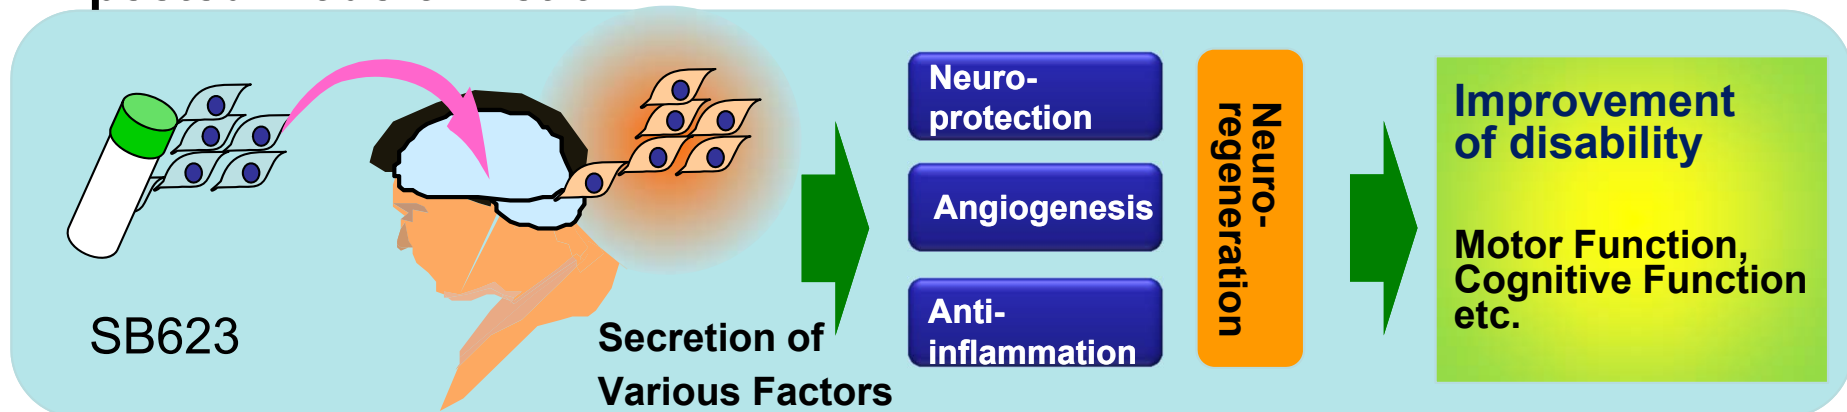 SB623
Secretion of
Various Factors
Neuro-
protection
Angiogenesis
Anti-
inflammation
Neuro-
regeneration
Improvement
of disability
Motor Function,
Cognitive Function
etc.